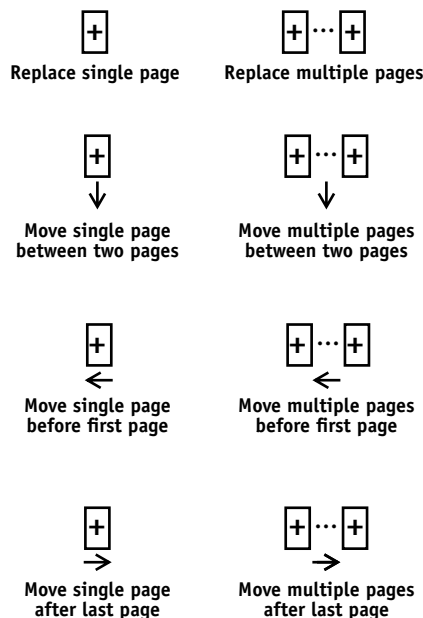 +
+ ... +
Replace single page
Replace multiple pages
+
+ ... +
Move single page
between two pages
Move multiple pages
between two pages
+
+ ... +
Move single page
before first page
Move multiple pages
before first page
+
+ ... +
Move single page
after last page
Move multiple pages
after last page